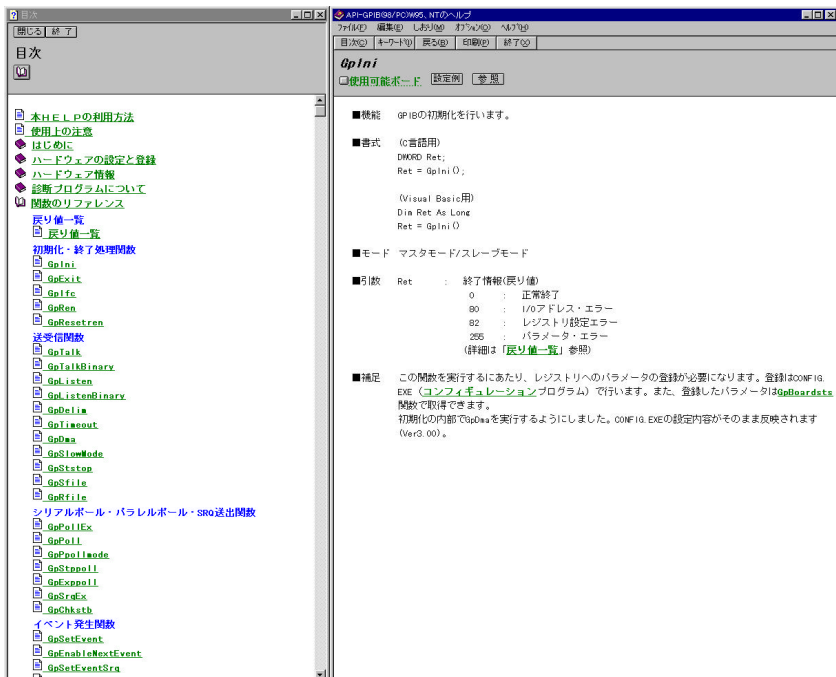 目次
閉じる 終了
目次
本HELPの利用方法
使用上の注意
はじめに
ハードウェアの設定と登録
ハードウェア情報
診断プログラムについて
関数のリファレンス
戻り値一覧
戻り値一覧
初期化・終了処理関数
GpIni
GpExit
GpIfc
GpRen
GpResetren
送受信関数
GpTalk
GpTalkBinary
GpListen
GpListenBinary
GpDelim
GpTimeout
GpDma
GpSlowMode
GpStstop
GpSfile
GpRfile
シリアルポール・パラレルポール・SRQ送出関数
GpPollEx
GpPoll
GpPpollmode
GpStppoll
GpExppoll
GpSrqEx
GpChkstb
イベント発生関数
GpSetEvent
GpEnableNextEvent
GpSetEventSrq
API-GPIB(98/PC)W95, NTのヘルプ
ファイル(F) 編集(E) しおり(M) オプション(O) ヘルプ(H)
目次(C) キーワード(I) 戻る(B) 印刷(P) 終了(X)
GpIni
使用可能ボード 設定例 参照
■機能 GPIBの初期化を行います。
■書式 (C言語用)
DWORD Ret;
Ret = GpIni();
(Visual Basic用)
Dim Ret As Long
Ret = GpIni()
■モード マスタモード/スレーブモード
■引数 Ret : 終了情報(戻り値)
0 : 正常終了
80 : I/Oアドレス・エラー
82 : レジストリ設定エラー
255 : パラメータ・エラー
(詳細は「戻り値一覧」参照)
■補足 この関数を実行するにあたり、レジストリへのパラメータの登録が必要になります。登録はCONFIG.
EXE（コンフィギュレーションプログラム）で行います。また、登録したパラメータはGpBoardsts
関数で取得できます。
初期化の内部でGpDmaを実行するようにしました。CONFIG.EXEの設定内容がそのまま反映されます
(Ver3.00)。